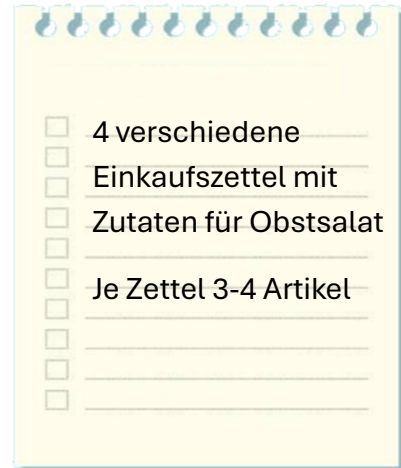 4 verschiedene
Einkaufszettel mit
Zutaten für Obstsalat
Je Zettel 3-4 Artikel